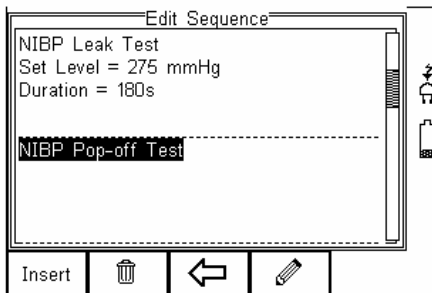 Edit Sequence
NIBP Leak Test
Set Level = 275 mmHg
Duration = 180s
NIBP Pop-off Test
Insert